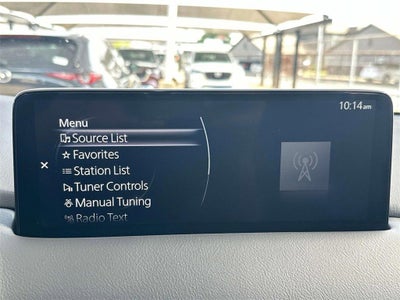 10:14am
Menu
Source List
Favorites
Station List
Tuner Controls
Manual Tuning
Radio Text